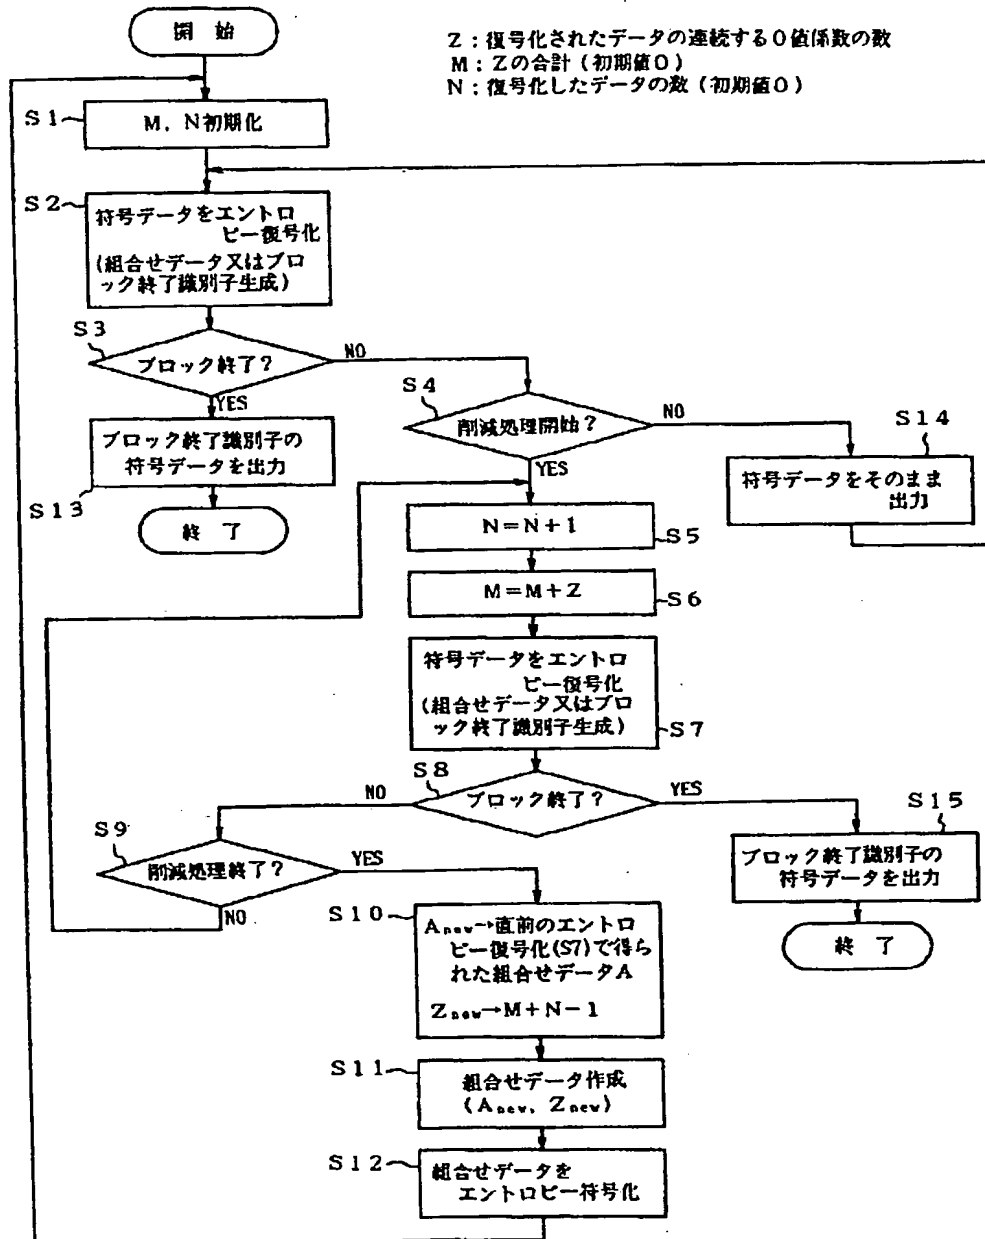 開始
Z:復号化されたデータの連続する0値係数の数
M:Zの合計(初期値0)
N:復号化したデータの数(初期値0)
S1
M,N初期化
S2
符号データをエントロ
ピー復号化
(組合せデータ又はブロ
ック終了識別子生成)
S3
ブロック終了?
NO
YES
S4
削減処理開始?
NO
YES
S14
符号データをそのまま
出力
ブロック終了識別子の
符号データを出力
S13
終了
N=N+1
S5
M=M+Z
S6
符号データをエントロ
ピー復号化
(組合せデータ又はブロ
ック終了識別子生成)
S7
S8
ブロック終了?
NO
YES
S15
ブロック終了識別子の
符号データを出力
終了
S9
削減処理終了?
YES
NO
S10
Anew→直前のエントロ
ピー復号化(S7)で得ら
れた組合せデータA
Znew→M+N-1
S11
組合せデータ作成
(Anew, Znew)
S12
組合せデータを
エントロピー符号化